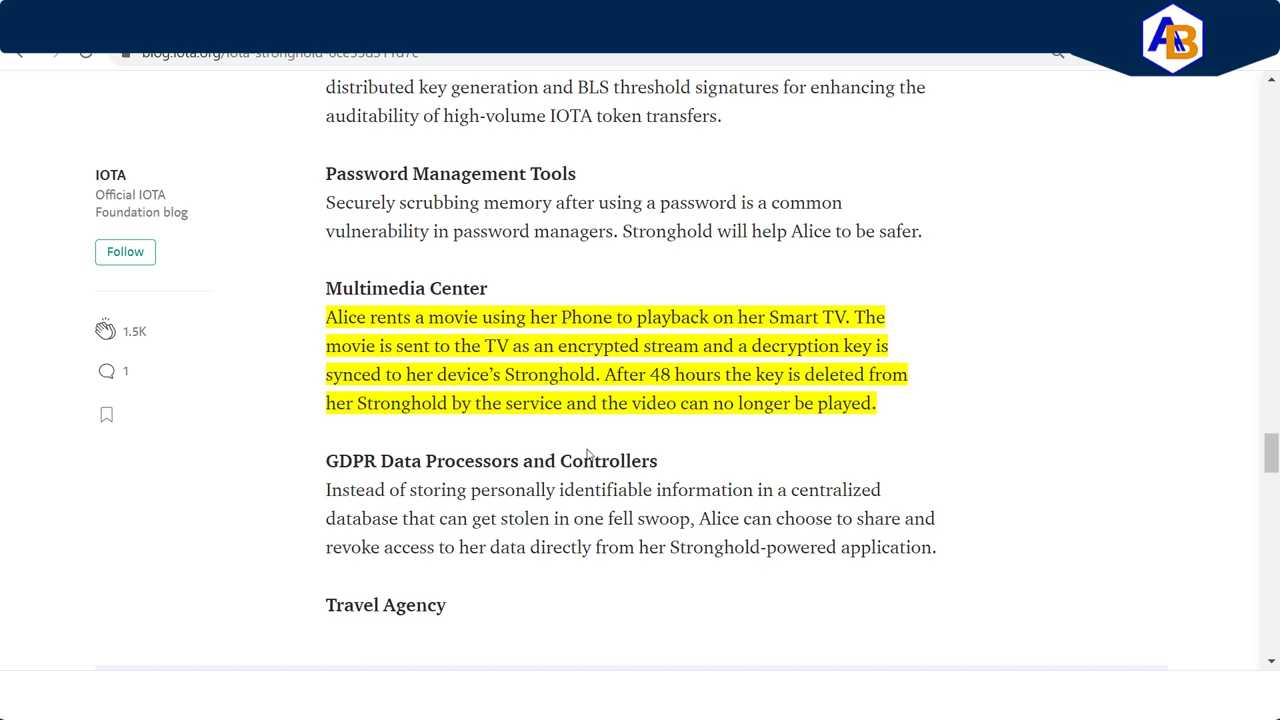 AB
distributed key generation and BLS threshold signatures for enhancing the
auditability of high-volume IOTA token transfers.
IOTA
Official IOTA
Foundation blog
Follow
1.5K
1
Password Management Tools
Securely scrubbing memory after using a password is a common
vulnerability in password managers. Stronghold will help Alice to be safer.
Multimedia Center
Alice rents a movie using her Phone to playback on her Smart TV. The
movie is sent to the TV as an encrypted stream and a decryption key is
synced to her device’s Stronghold. After 48 hours the key is deleted from
her Stronghold by the service and the video can no longer be played.
GDPR Data Processors and Controllers
Instead of storing personally identifiable information in a centralized
database that can get stolen in one fell swoop, Alice can choose to share and
revoke access to her data directly from her Stronghold-powered application.
Travel Agency